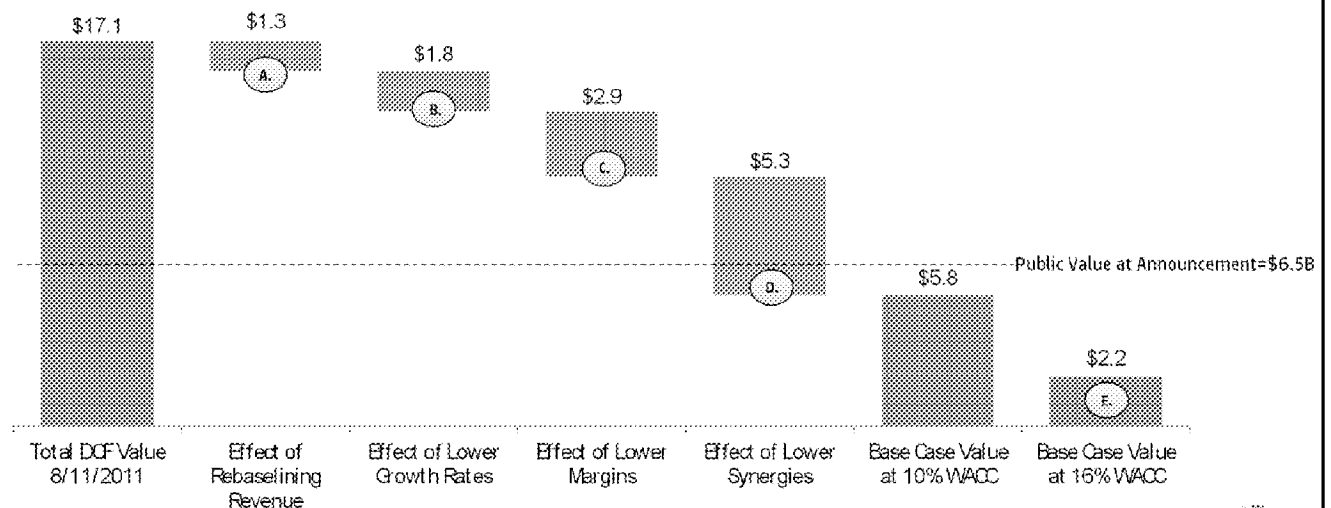 $17.1
$1.3
$1.8
$2.9
$5.3
$5.8
$2.2
A.
B.
C.
D.
E.
Public Value at Announcement=$6.5B
Total DCF Value
8/11/2011
Effect of
Rebaselining
Revenue
Effect of Lower
Growth Rates
Effect of Lower
Margins
Effect of Lower
Synergies
Base Case Value
at 10% WACC
Base Case Value
at 16% WACC